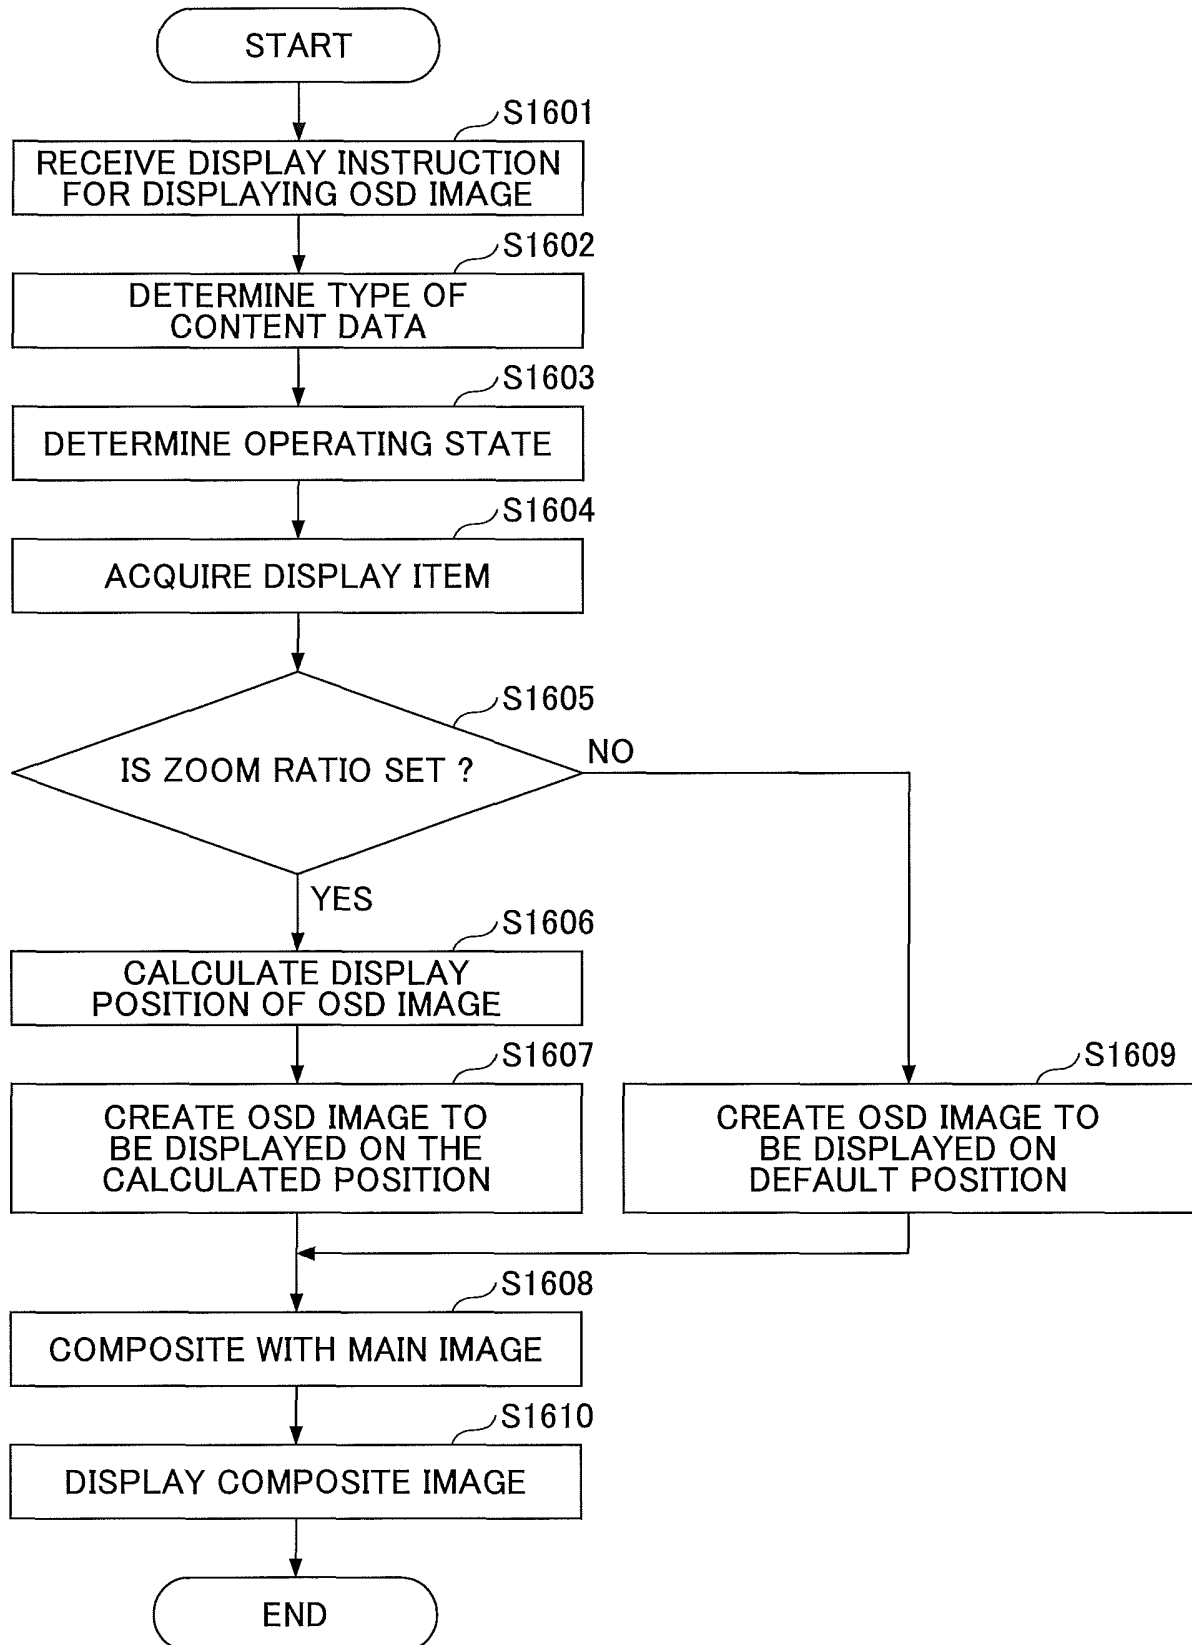 START
S1601
RECEIVE DISPLAY INSTRUCTION
FOR DISPLAYING OSD IMAGE
S1602
DETERMINE TYPE OF
CONTENT DATA
S1603
DETERMINE OPERATING STATE
S1604
ACQUIRE DISPLAY ITEM
S1605
IS ZOOM RATIO SET ?
NO
YES
S1606
CALCULATE DISPLAY
POSITION OF OSD IMAGE
S1607
CREATE OSD IMAGE TO
BE DISPLAYED ON THE
CALCULATED POSITION
S1609
CREATE OSD IMAGE TO
BE DISPLAYED ON
DEFAULT POSITION
S1608
COMPOSITE WITH MAIN IMAGE
S1610
DISPLAY COMPOSITE IMAGE
END